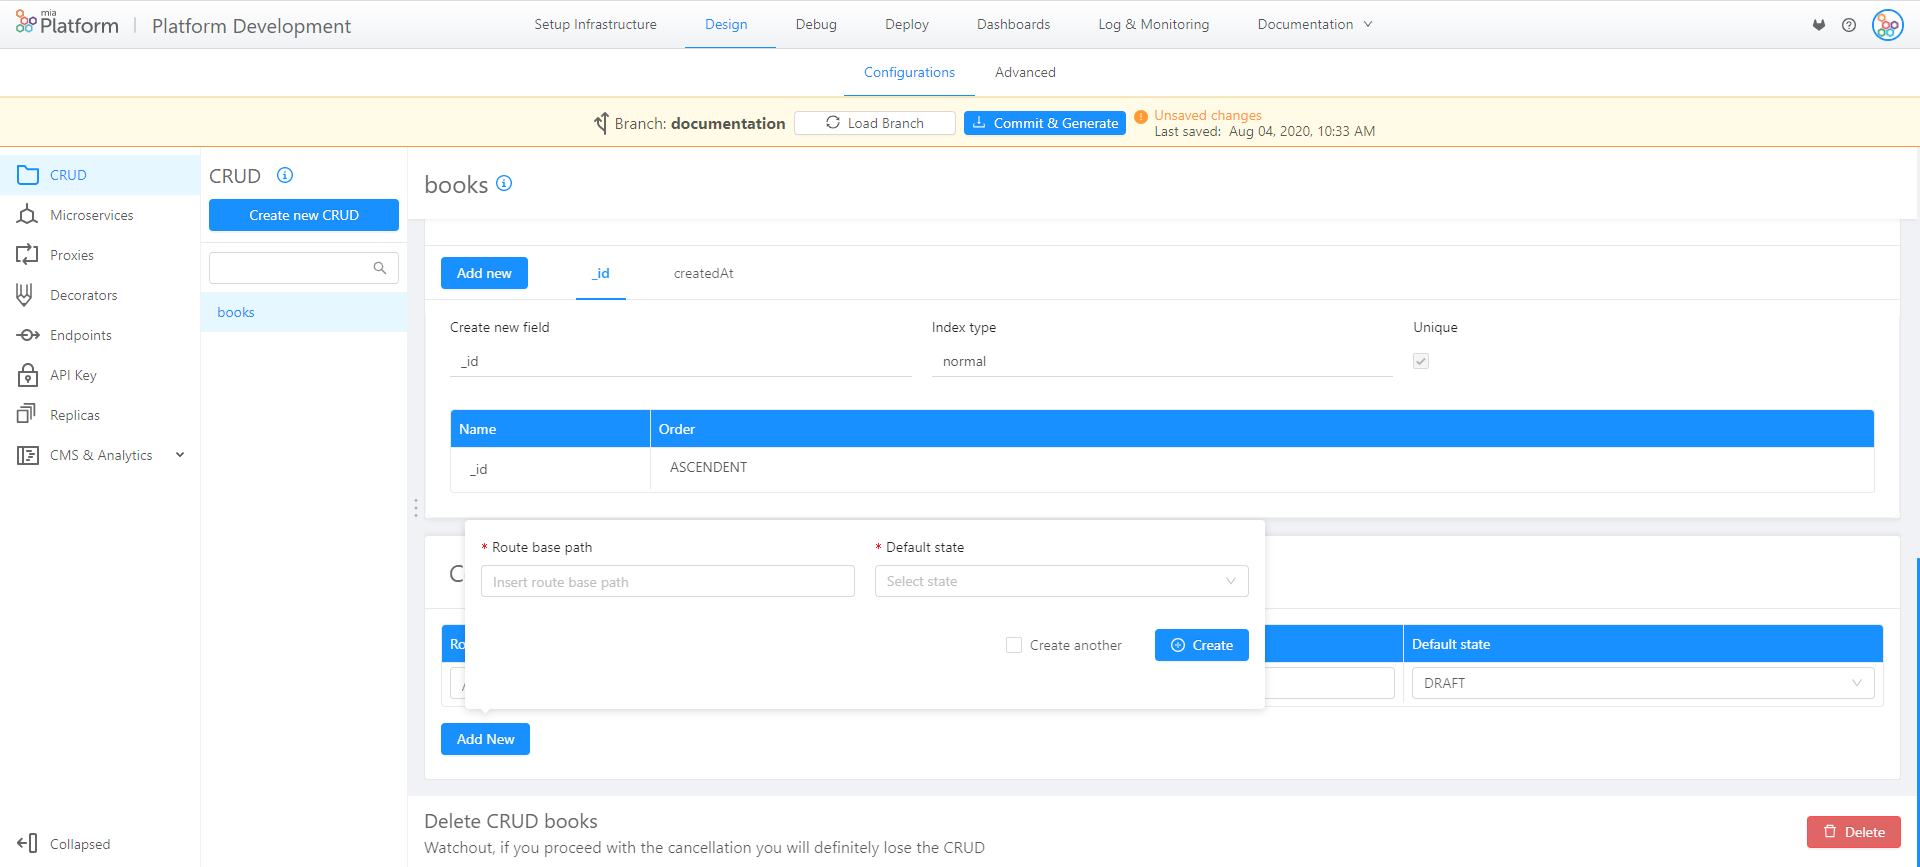 mia
Platform
Platform Development
Setup Infrastructure
Design
Debug
Deploy
Dashboards
Log & Monitoring
Documentation
Configurations
Advanced
Branch: documentation
Load Branch
Commit & Generate
Unsaved changes
Last saved: Aug 04, 2020, 10:33 AM
CRUD
Microservices
Proxies
Decorators
Endpoints
API Key
Replicas
CMS & Analytics
Collapsed
CRUD
Create new CRUD
books
books
Add new
_id
createdAt
Create new field
Index type
Unique
_id
normal
Name
Order
_id
ASCENDENT
* Route base path
* Default state
Insert route base path
Select state
Create another
Create
C
Ro
Default state
/
DRAFT
Add New
Delete CRUD books
Watchout, if you proceed with the cancellation you will definitely lose the CRUD
Delete